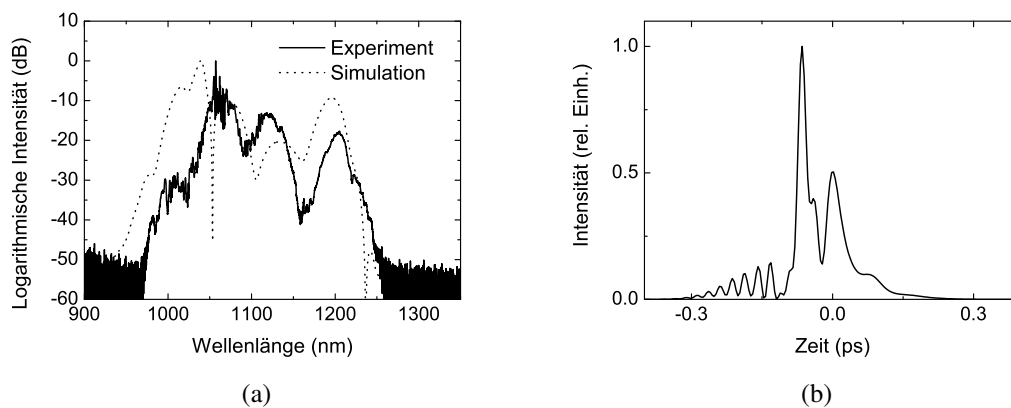 10
0
-10
-20
-30
-40
-50
-60
Logarithmische Intensität (dB)
Experiment
Simulation
900 1000 1100 1200 1300
Wellenlänge (nm)
(a)
1.0
0.5
0.0
Intensität (rel. Einh.)
-0.3 0.0 0.3
Zeit (ps)
(b)